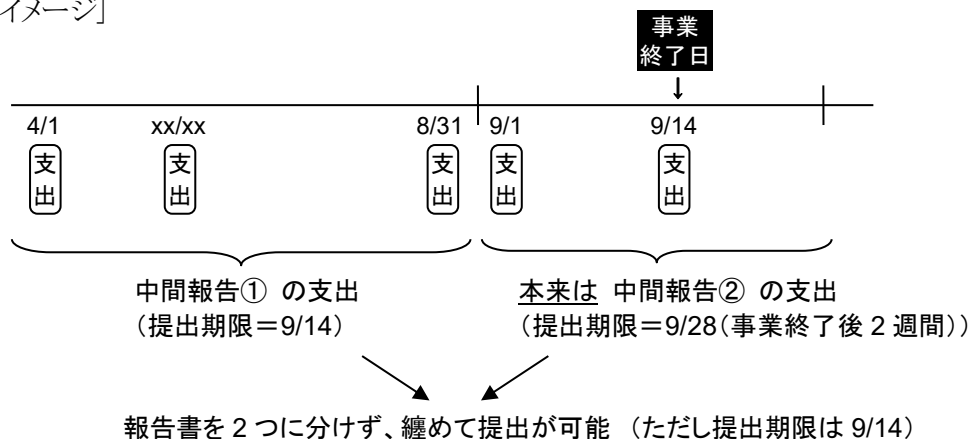 イメージ］
事業
終了日
↓
4/1 xx/xx 8/31 9/1 9/14
支出 支出 支出 支出 支出
中間報告① の支出
（提出期限＝9/14）
本来は 中間報告② の支出
（提出期限＝9/28（事業終了後 2 週間））
報告書を 2 つに分けず、纏めて提出が可能 （ただし提出期限は 9/14）